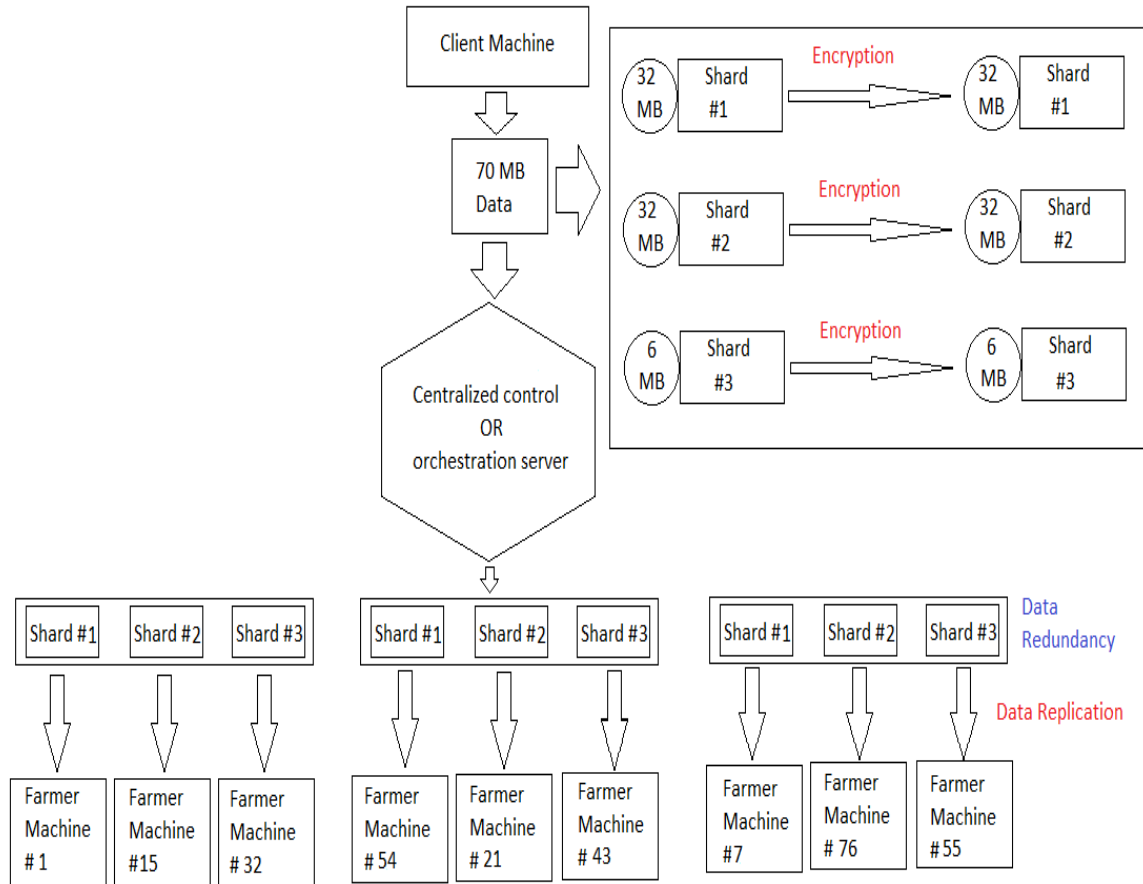 Client Machine
70 MB
Data
Encryption
32
MB
Shard
#1
32
MB
Shard
#1
Encryption
32
MB
Shard
#2
32
MB
Shard
#2
Encryption
6
MB
Shard
#3
6
MB
Shard
#3
Centralized control
OR
orchestration server
Shard #1
Shard #2
Shard #3
Shard #1
Shard #2
Shard #3
Shard #1
Shard #2
Shard #3
Data
Redundancy
Data Replication
Farmer
Machine
# 1
Farmer
Machine
#15
Farmer
Machine
# 32
Farmer
Machine
# 54
Farmer
Machine
# 21
Farmer
Machine
# 43
Farmer
Machine
#7
Farmer
Machine
# 76
Farmer
Machine
# 55